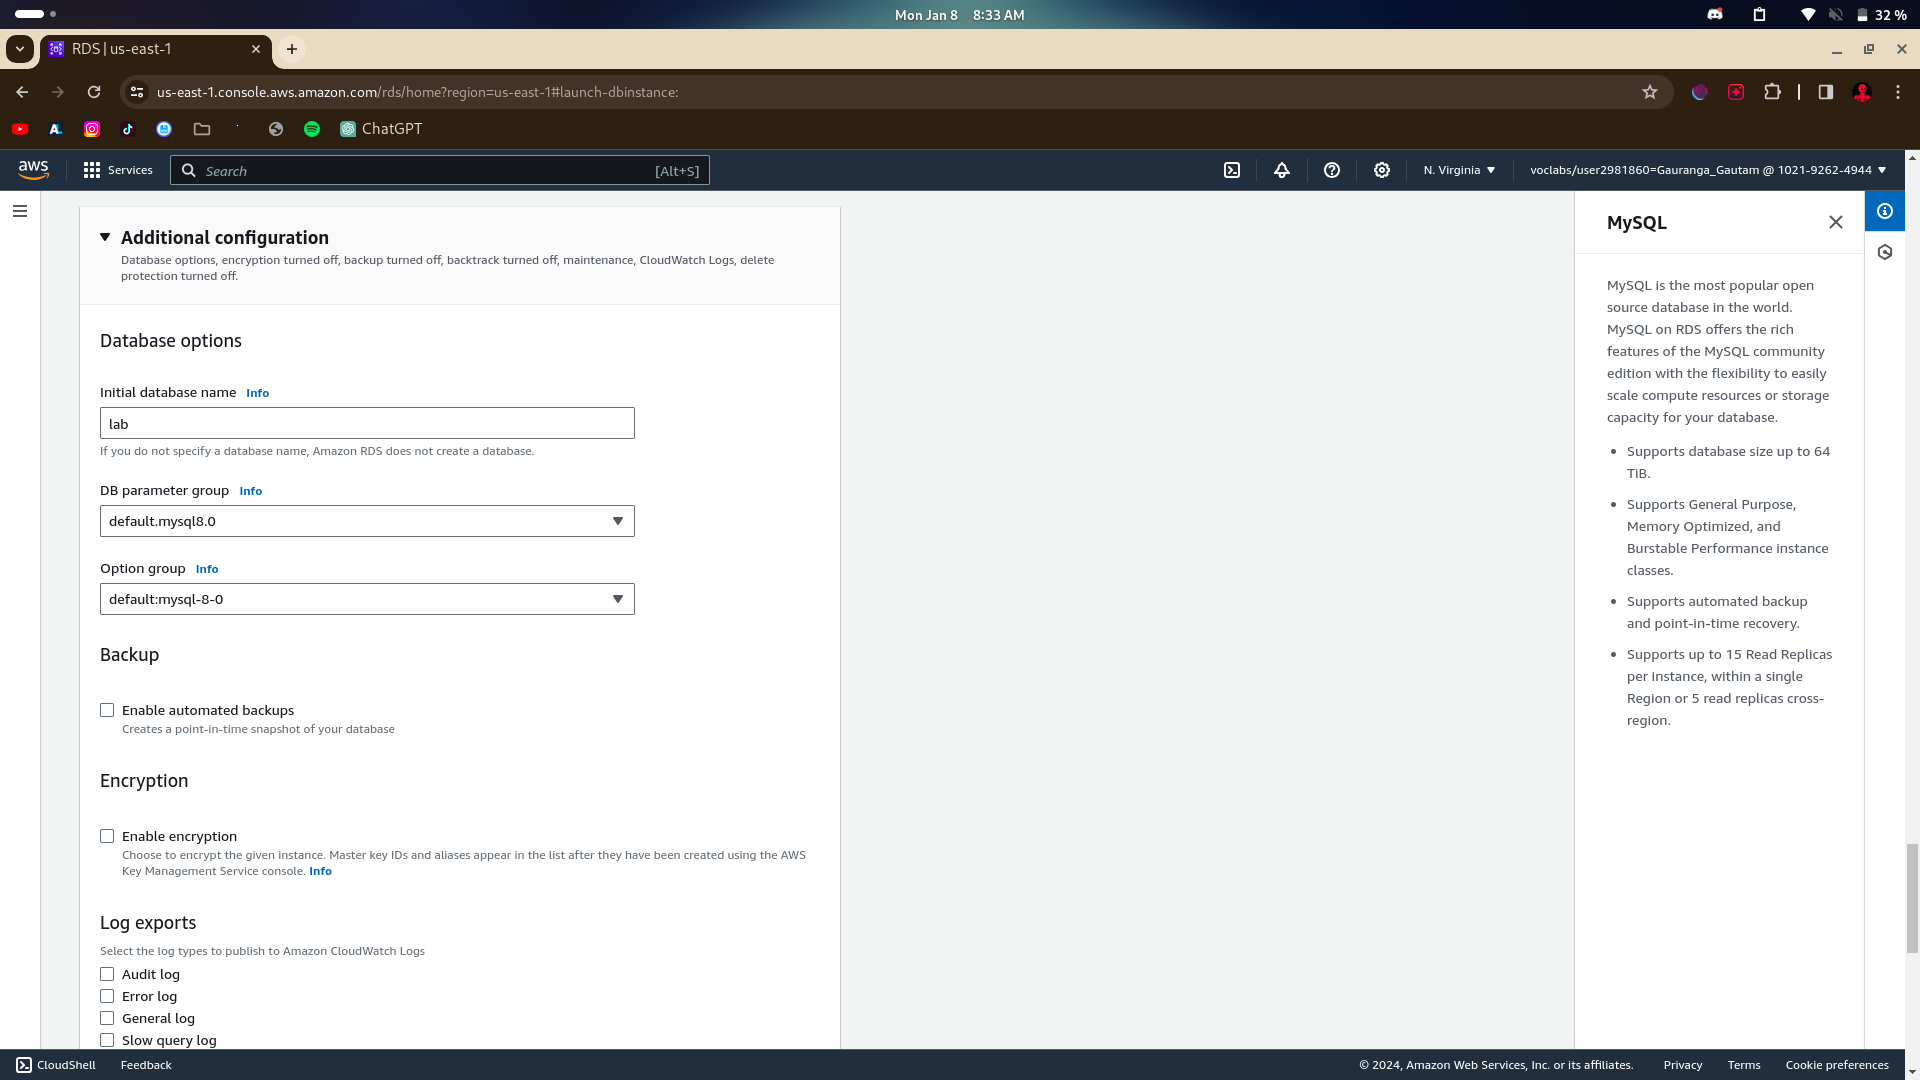 Mon Jan 8 8:33 AM
32 %
RDS | us-east-1
us-east-1.console.aws.amazon.com/rds/home?region=us-east-1#launch-dbinstance:
ChatGPT
aws
Services
Search
[Alt+S]
N. Virginia
voclabs/user2981860=Gauranga_Gautam @ 1021-9262-4944
Additional configuration
Database options, encryption turned off, backup turned off, backtrack turned off, maintenance, CloudWatch Logs, delete
protection turned off.
Database options
Initial database name Info
lab
If you do not specify a database name, Amazon RDS does not create a database.
DB parameter group Info
default.mysql8.0
Option group Info
default:mysql-8-0
Backup
Enable automated backups
Creates a point-in-time snapshot of your database
Encryption
Enable encryption
Choose to encrypt the given instance. Master key IDs and aliases appear in the list after they have been created using the AWS
Key Management Service console. Info
Log exports
Select the log types to publish to Amazon CloudWatch Logs
Audit log
Error log
General log
Slow query log
MySQL
MySQL is the most popular open
source database in the world.
MySQL on RDS offers the rich
features of the MySQL community
edition with the flexibility to easily
scale compute resources or storage
capacity for your database.
• Supports database size up to 64
TiB.
• Supports General Purpose,
Memory Optimized, and
Burstable Performance instance
classes.
• Supports automated backup
and point-in-time recovery.
• Supports up to 15 Read Replicas
per instance, within a single
Region or 5 read replicas cross-
region.
CloudShell
Feedback
© 2024, Amazon Web Services, Inc. or its affiliates.
Privacy
Terms
Cookie preferences